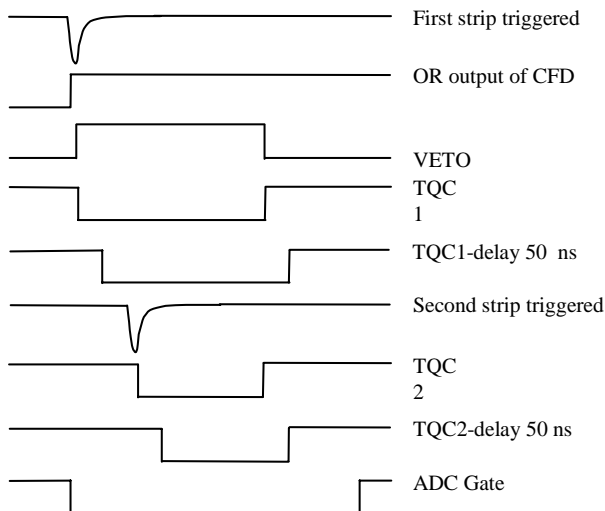 First strip triggered
OR output of CFD
VETO
TQC
1
TQC1-delay 50 ns
Second strip triggered
TQC
2
TQC2-delay 50 ns
ADC Gate